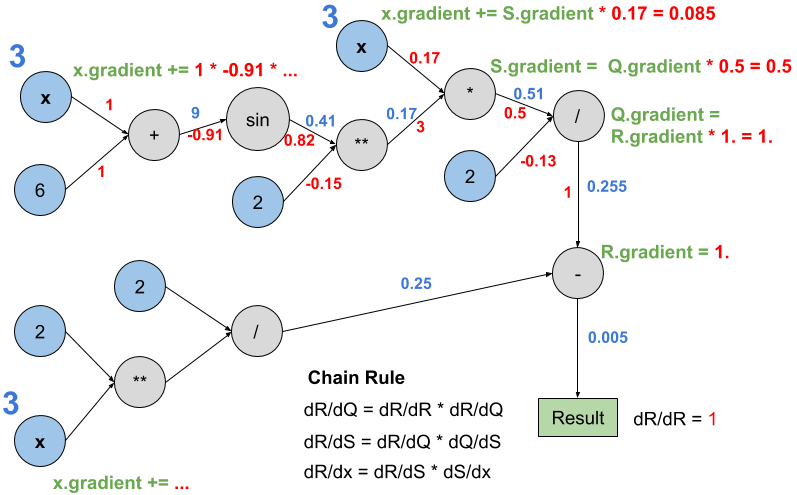 3
x.gradient += S.gradient * 0.17 = 0.085
x
0.17
3
x.gradient += 1 * -0.91 * ...
S.gradient = Q.gradient * 0.5 = 0.5
x
1
9
sin
0.41
0.17
*
0.51
0.5
/
Q.gradient =
R.gradient * 1. = 1.
+
-0.91
0.82
**
3
6
1
2
-0.15
2
-0.13
1
0.255
R.gradient = 1.
-
2
0.25
2
/
0.005
**
3
x
Chain Rule
dR/dQ = dR/dR * dR/dQ
dR/dS = dR/dQ * dQ/dS
dR/dx = dR/dS * dS/dx
Result
dR/dR = 1
x.gradient += ...